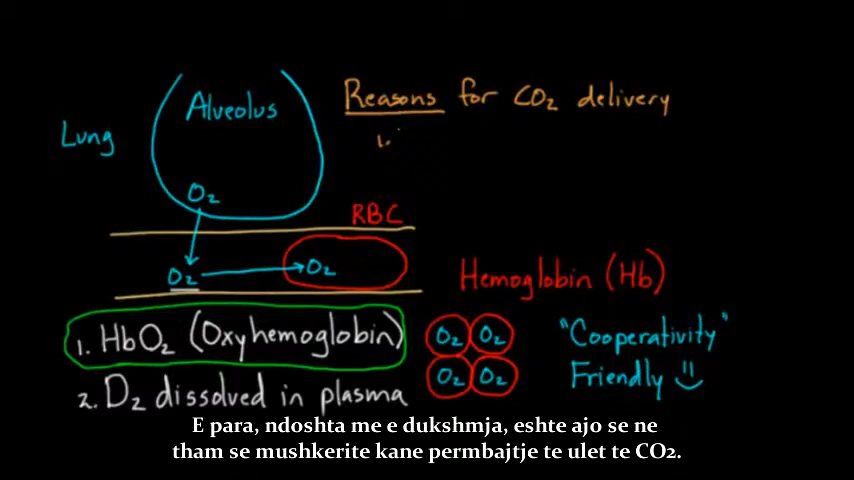 Alveolus
Reasons for CO2 delivery
Lung
1.
O2
RBC
O2 O2
Hemoglobin (Hb)
1. HbO2 (Oxyhemoglobin)
O2 O2
"Cooperativity"
O2 O2
Friendly
2. O2 dissolved in plasma
E para, ndoshta me e dukshmja, eshte ajo se ne
tham se mushkerite kane permbajtje te ulet te CO2.